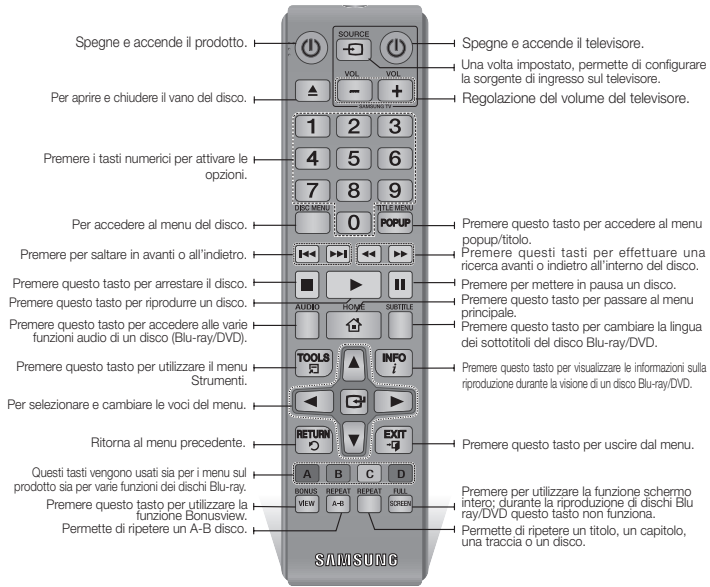 Spegne e accende il prodotto.
Per aprire e chiudere il vano del disco.
Premere i tasti numerici per attivare le
opzioni.
Per accedere al menu del disco.
Premere per saltare in avanti o all'indietro.
Premere questo tasto per arrestare il disco.
Premere questo tasto per riprodurre un disco.
Premere questo tasto per accedere alle varie
funzioni audio di un disco (Blu-ray/DVD).
Premere questo tasto per utilizzare il menu
Strumenti.
Per selezionare e cambiare le voci del menu.
Ritorna al menu precedente.
Questi tasti vengono usati sia per i menu sul
prodotto sia per varie funzioni dei dischi Blu-ray.
Premere questo tasto per utilizzare la
funzione Bonusview.
Permette di ripetere un A-B disco.
SOURCE
VOL VOL
SAMSUNG TV
1 2 3
4 5 6
7 8 9
DISC MENU TITLE MENU
0 POPUP
AUDIO HOME SUBTITLE
TOOLS INFO
i
RETURN EXIT
A B C D
BONUS REPEAT REPEAT FULL
VIEW A-B SCREEN
SAMSUNG
Spegne e accende il televisore.
Una volta impostato, permette di configurare
la sorgente di ingresso sul televisore.
Regolazione del volume del televisore.
Premere questo tasto per accedere al menu
popup/titolo.
Premere questi tasti per effettuare una
ricerca avanti o indietro all'interno del disco.
Premere per mettere in pausa un disco.
Premere questo tasto per passare al menu
principale.
Premere questo tasto per cambiare la lingua
dei sottotitoli del disco Blu-ray/DVD.
Premere questo tasto per visualizzare le informazioni sulla
riproduzione durante la visione di un disco Blu-ray/DVD.
Premere questo tasto per uscire dal menu.
Premere per utilizzare la funzione schermo
intero; durante la riproduzione di dischi Blu
ray/DVD questo tasto non funziona.
Permette di ripetere un titolo, un capitolo,
una traccia o un disco.